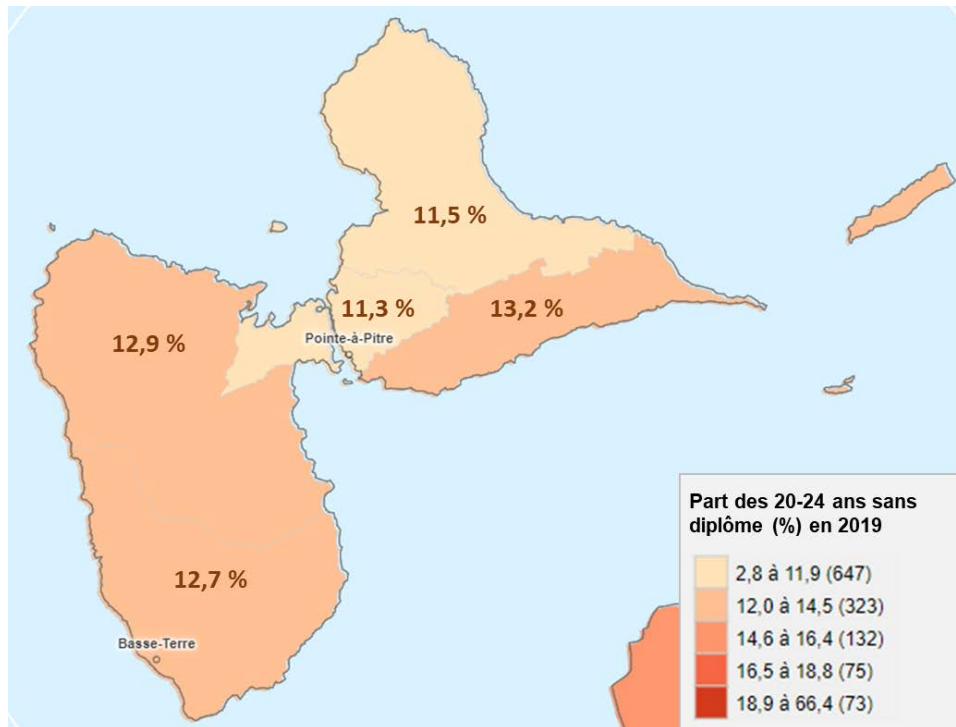 11,5 %
11,3 %
13,2 %
12,9 %
Pointe-à-Pitre
12,7 %
Basse-Terre
Part des 20-24 ans sans
diplôme (%) en 2019
2,8 à 11,9 (647)
12,0 à 14,5 (323)
14,6 à 16,4 (132)
16,5 à 18,8 (75)
18,9 à 66,4 (73)